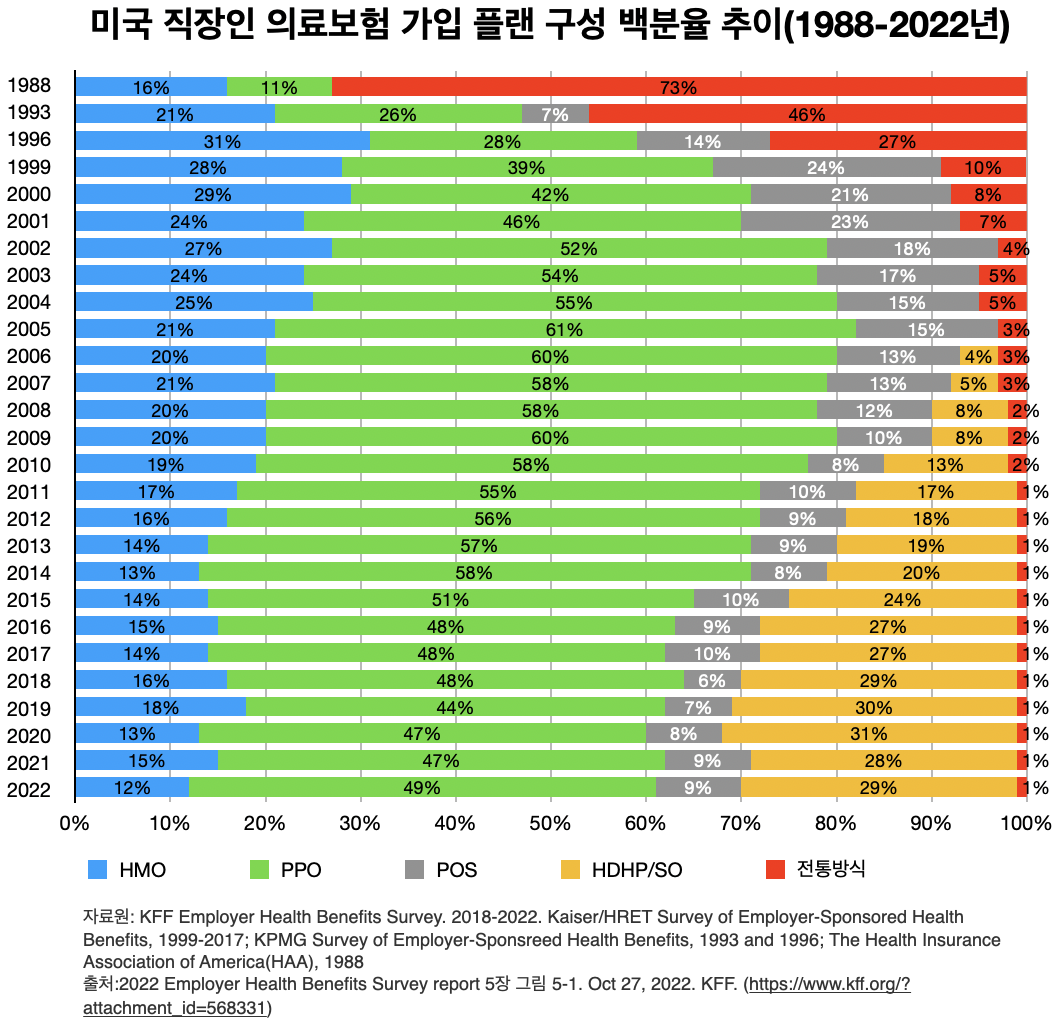 미국 직장인 의료보험 가입 플랜 구성 백분율 추이(1988-2022년)
1988 16% 11% 73%
1993 21% 26% 7% 46%
1996 31% 28% 14% 27%
1999 28% 39% 24% 10%
2000 29% 42% 21% 8%
2001 24% 46% 23% 7%
2002 27% 52% 18% 4%
2003 24% 54% 17% 5%
2004 25% 55% 15% 5%
2005 21% 61% 15% 3%
2006 20% 60% 13% 4% 3%
2007 21% 58% 13% 5% 3%
2008 20% 58% 12% 8% 2%
2009 20% 60% 10% 8% 2%
2010 19% 58% 8% 13% 2%
2011 17% 55% 10% 17% 1%
2012 16% 56% 9% 18% 1%
2013 14% 57% 9% 19% 1%
2014 13% 58% 8% 20% 1%
2015 14% 51% 10% 24% 1%
2016 15% 48% 9% 27% 1%
2017 14% 48% 10% 27% 1%
2018 16% 48% 6% 29% 1%
2019 18% 44% 7% 30% 1%
2020 13% 47% 8% 31% 1%
2021 15% 47% 9% 28% 1%
2022 12% 49% 9% 29% 1%
0% 10% 20% 30% 40% 50% 60% 70% 80% 90% 100%
HMO PPO POS HDHP/SO 전통방식
자료원: KFF Employer Health Benefits Survey. 2018-2022. Kaiser/HRET Survey of Employer-Sponsored Health
Benefits, 1999-2017; KPMG Survey of Employer-Sponsreed Health Benefits, 1993 and 1996; The Health Insurance
Association of America(HAA), 1988
출처:2022 Employer Health Benefits Survey report 5장 그림 5-1. Oct 27, 2022. KFF. (https://www.kff.org/?
attachment_id=568331)